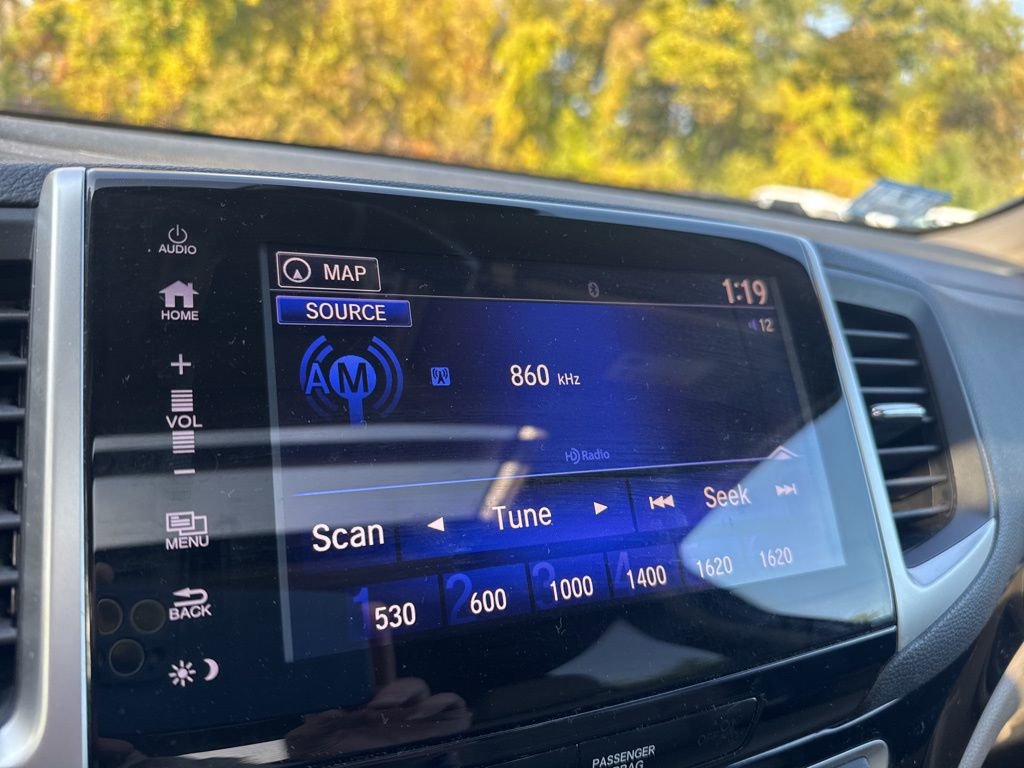 AUDIO
MAP
1:19
HOME
SOURCE
12
AM
860 kHz
+
VOL
-
HD Radio
MENU
Scan
Tune
Seek
BACK
1 530
2 600
3 1000
4 1400
1620
1620
PASSENGER